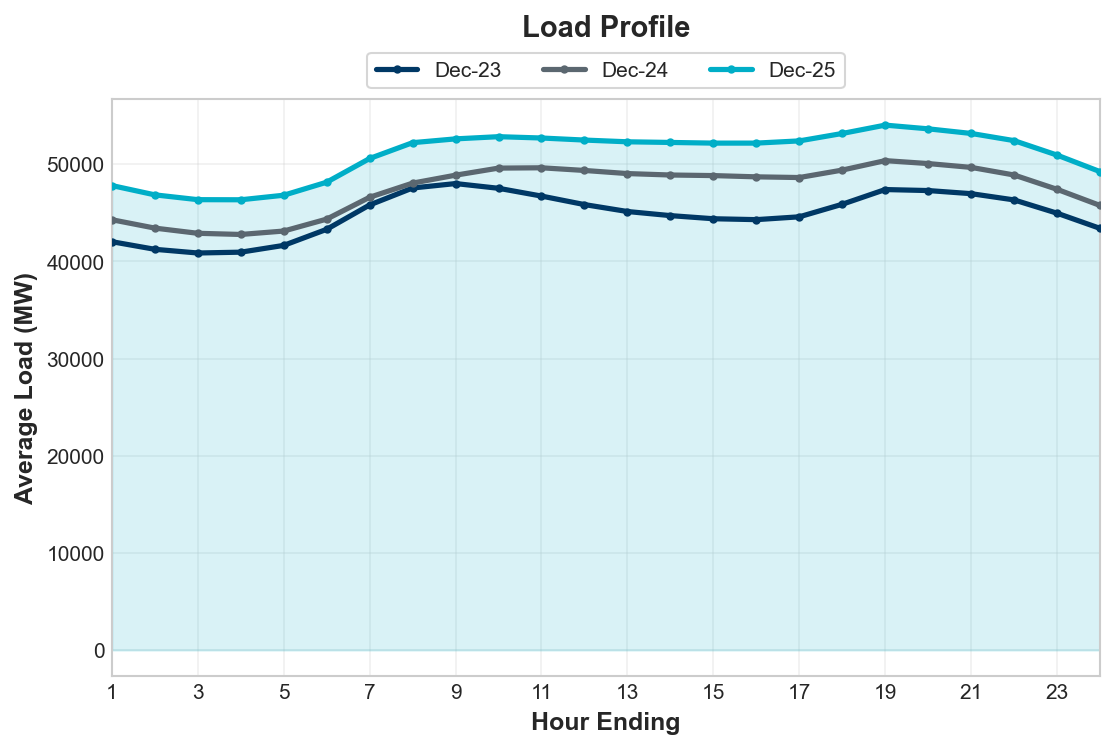 Load Profile
Dec-23 Dec-24 Dec-25
50000
40000
30000
20000
10000
0
Average Load (MW)
1 3 5 7 9 11 13 15 17 19 21 23
Hour Ending